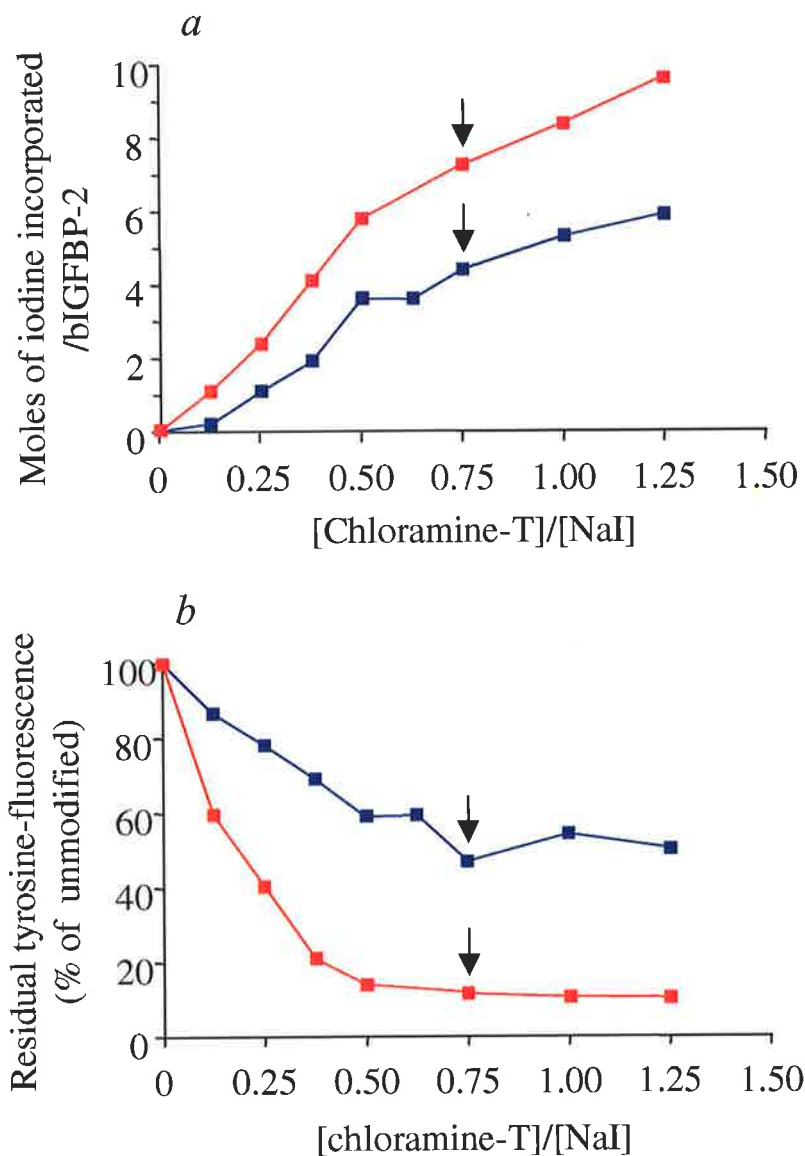 a
Moles of iodine incorporated
/bIGFBP-2
10
8
6
4
2
0
0 0.25 0.50 0.75 1.00 1.25 1.50
[Chloramine-T]/[NaI]
b
Residual tyrosine-fluorescence
(% of unmodified)
100
80
60
40
20
0
0 0.25 0.50 0.75 1.00 1.25 1.50
[chloramine-T]/[NaI]